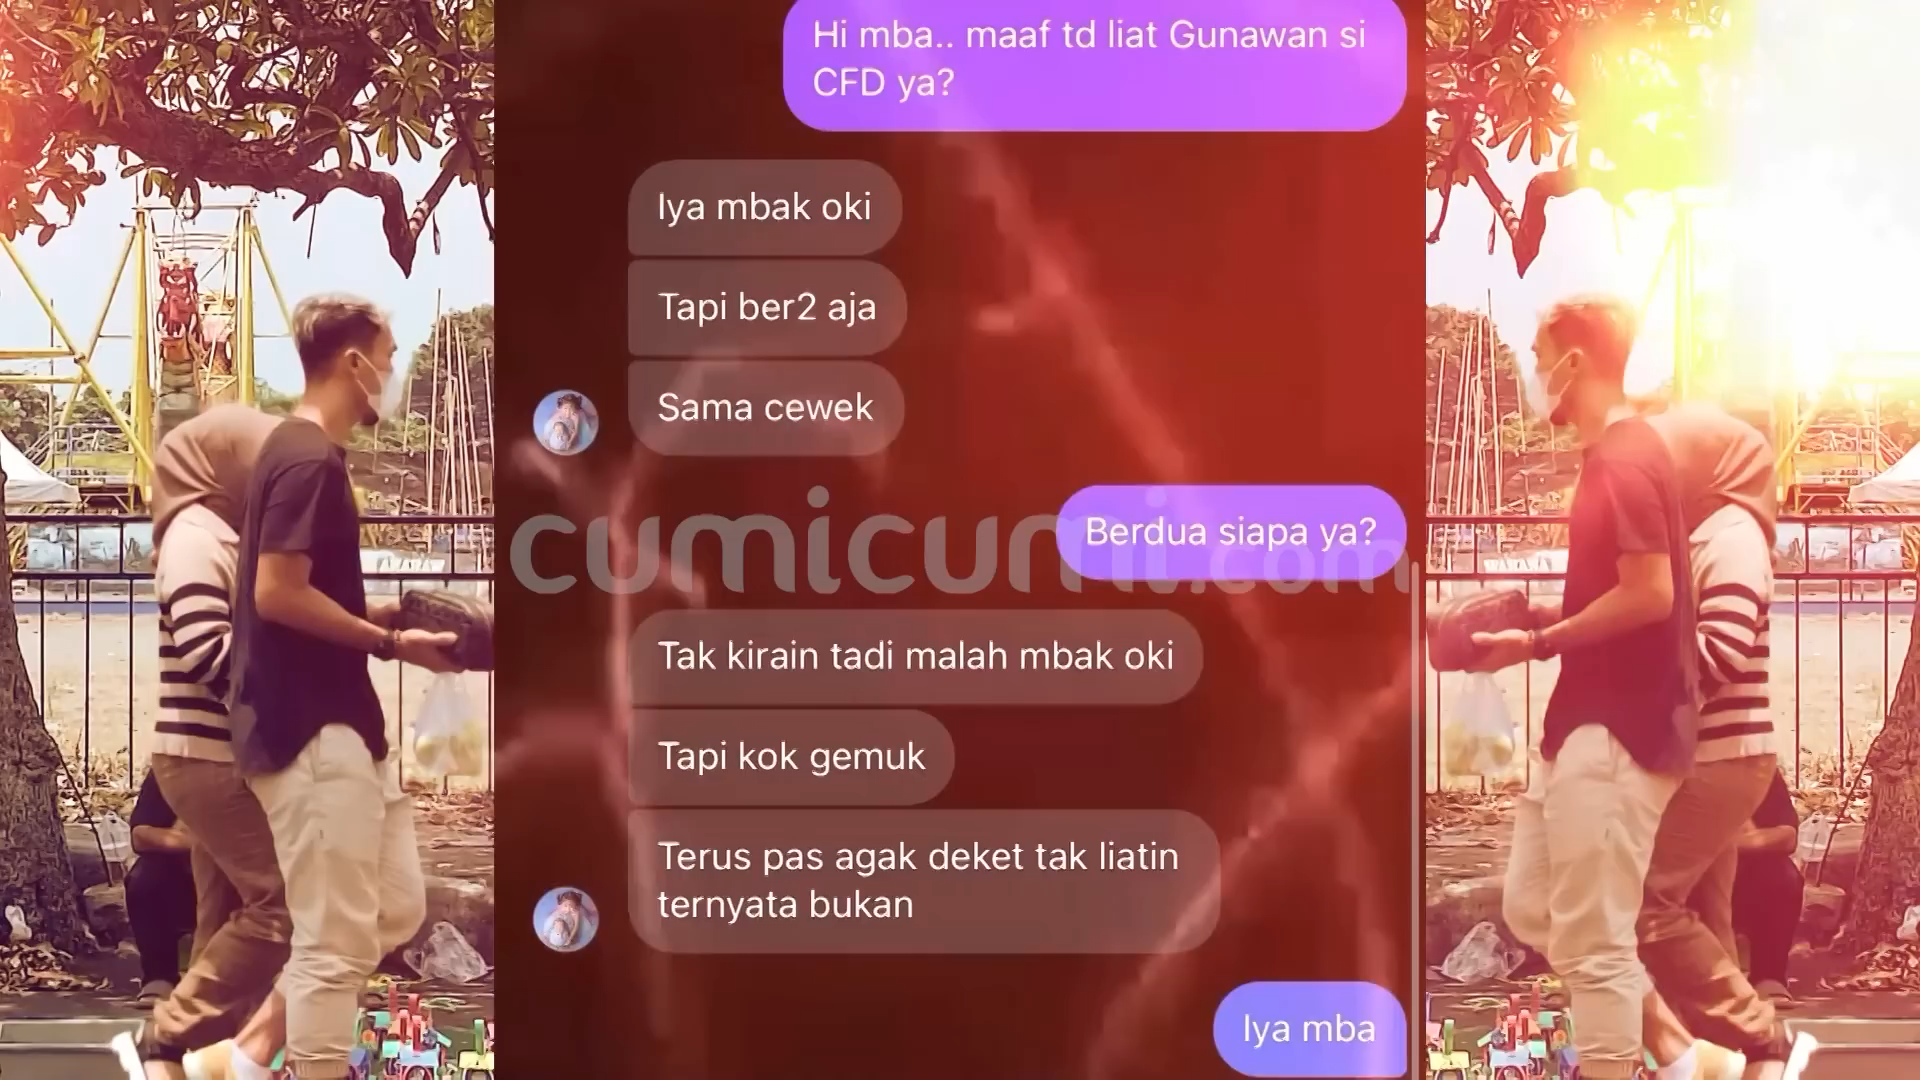 Hi mba.. maaf td liat Gunawan si
CFD ya?
Iya mbak oki
Tapi ber2 aja
Sama cewek
cumicumi.com
Berdua siapa ya?
Tak kirain tadi malah mbak oki
Tapi kok gemuk
Terus pas agak deket tak liatin
ternyata bukan
Iya mba